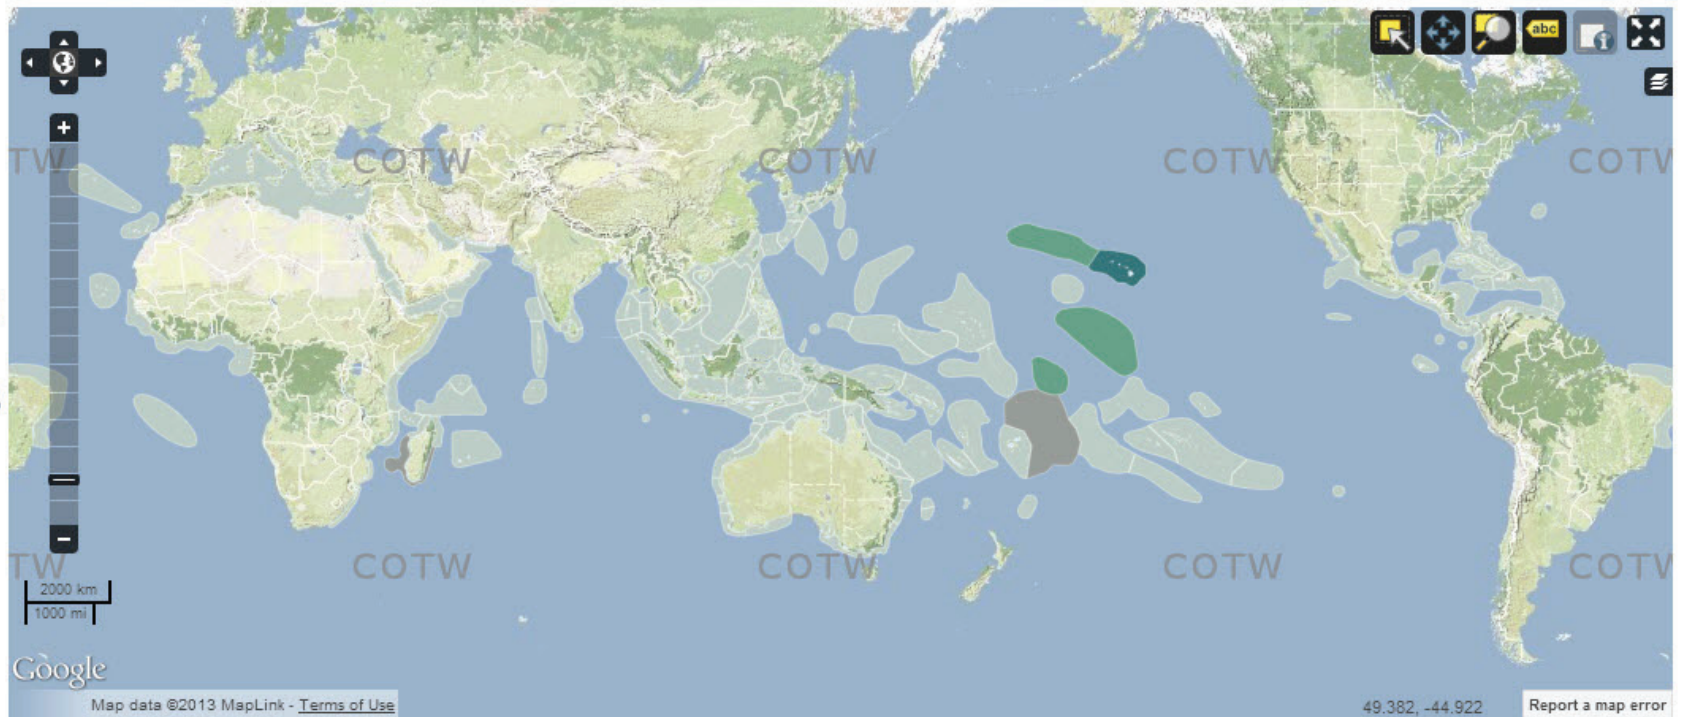 abc
TW COTW COTW COTW COTW
TW COTW COTW COTW COTW
2000 km
1000 mi
Google
Map data ©2013 MapLink - Terms of Use
49.382, -44.922
Report a map error